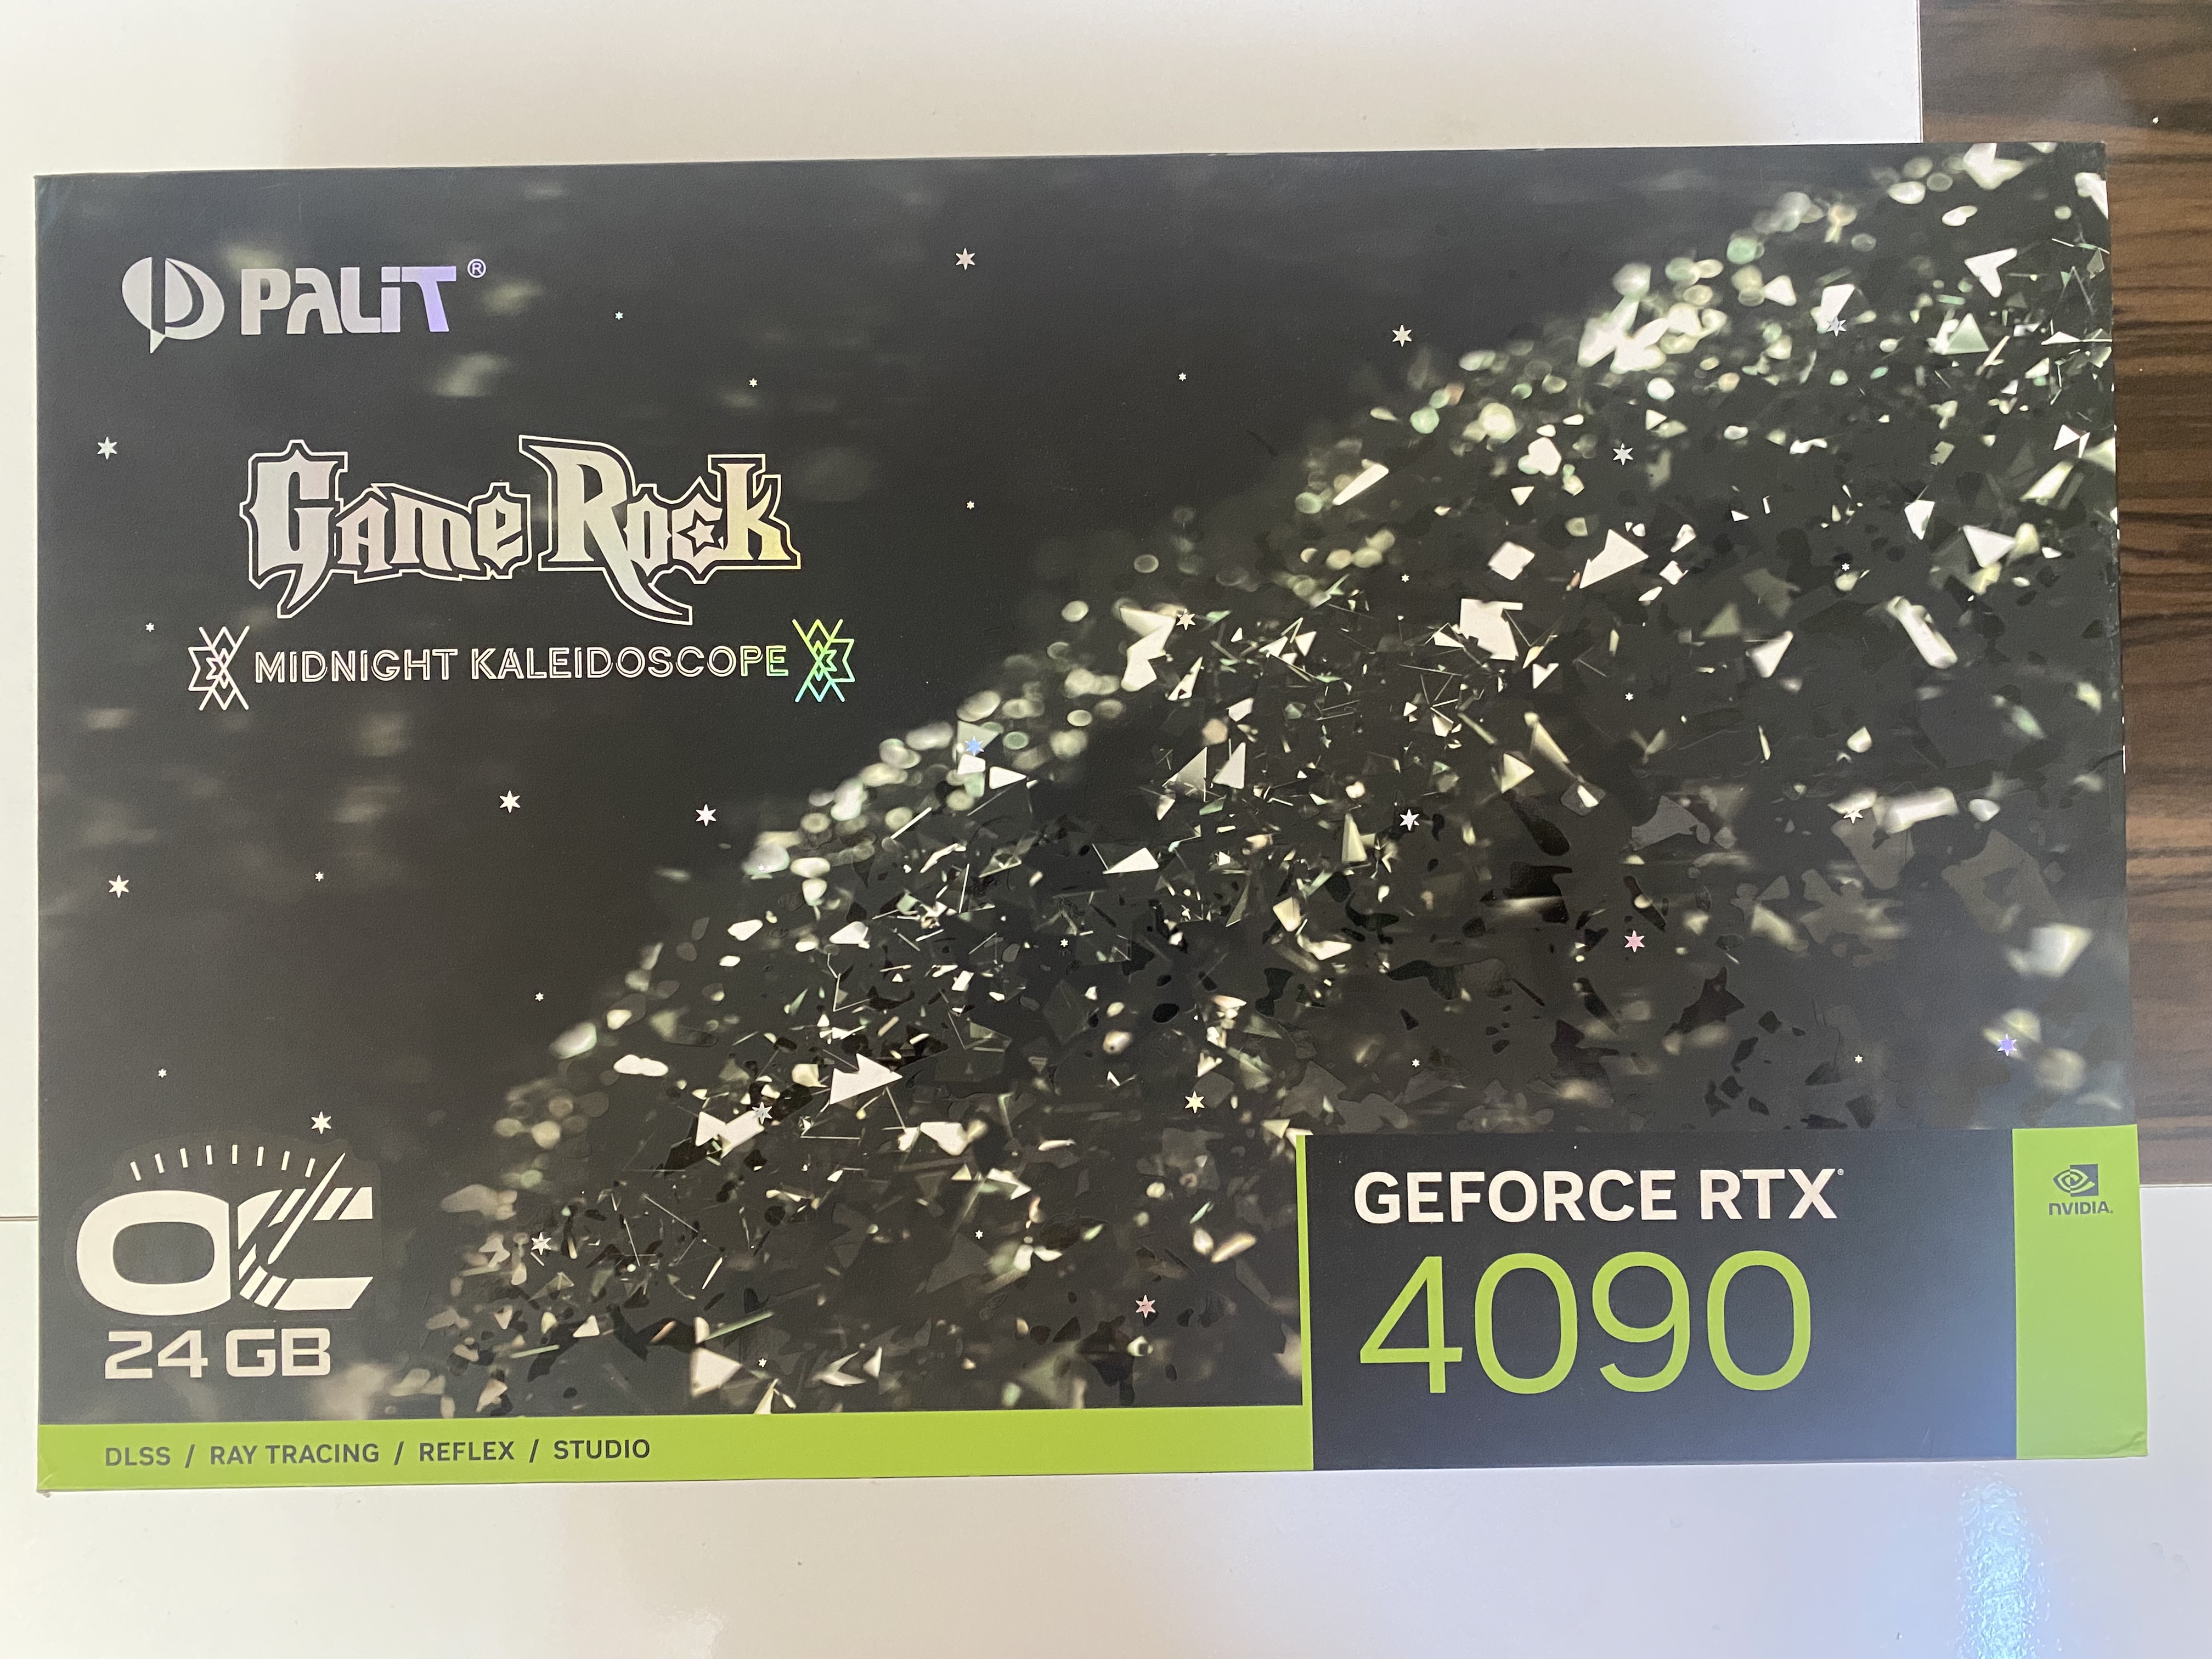 PALiT®
GameRock
MIDNIGHT KALEIDOSCOPE
OC
24 GB
GEFORCE RTX
4090
NVIDIA.
DLSS / RAY TRACING / REFLEX / STUDIO